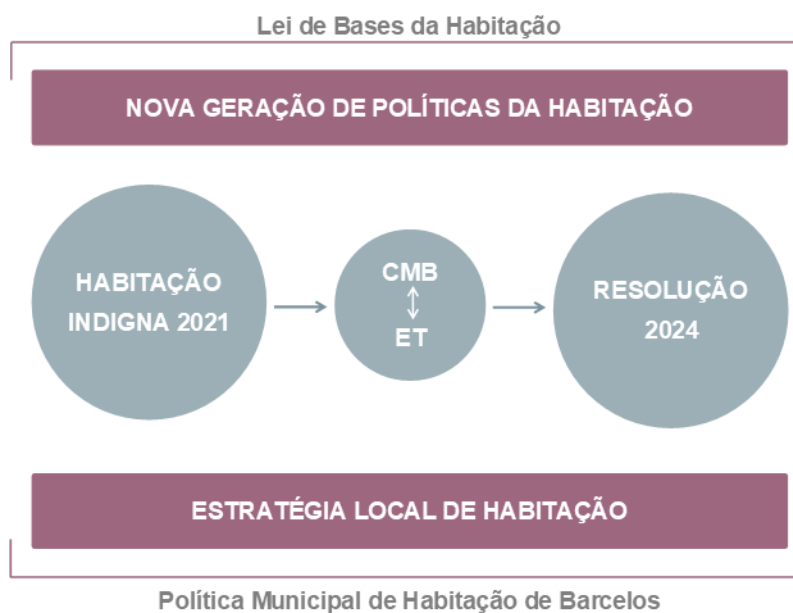 Lei de Bases da Habitação
NOVA GERAÇÃO DE POLÍTICAS DA HABITAÇÃO
HABITAÇÃO
INDIGNA 2021
CMB
ET
RESOLUÇÃO
2024
ESTRATÉGIA LOCAL DE HABITAÇÃO
Política Municipal de Habitação de Barcelos